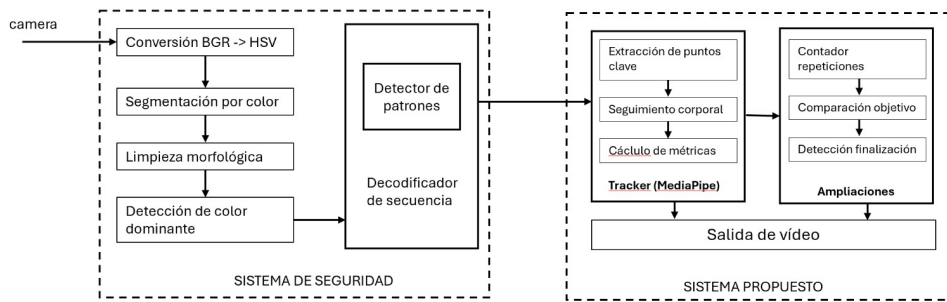 camera
Conversión BGR -> HSV
Segmentación por color
Limpieza morfológica
Detección de color
dominante
Detector de
patrones
Decodificador
de secuencia
SISTEMA DE SEGURIDAD
Extracción de puntos
clave
Seguimiento corporal
Cáclulo de métricas
Tracker (MediaPipe)
Contador
repeticiones
Comparación objetivo
Detección finalización
Ampliaciones
Salida de vídeo
SISTEMA PROPUESTO